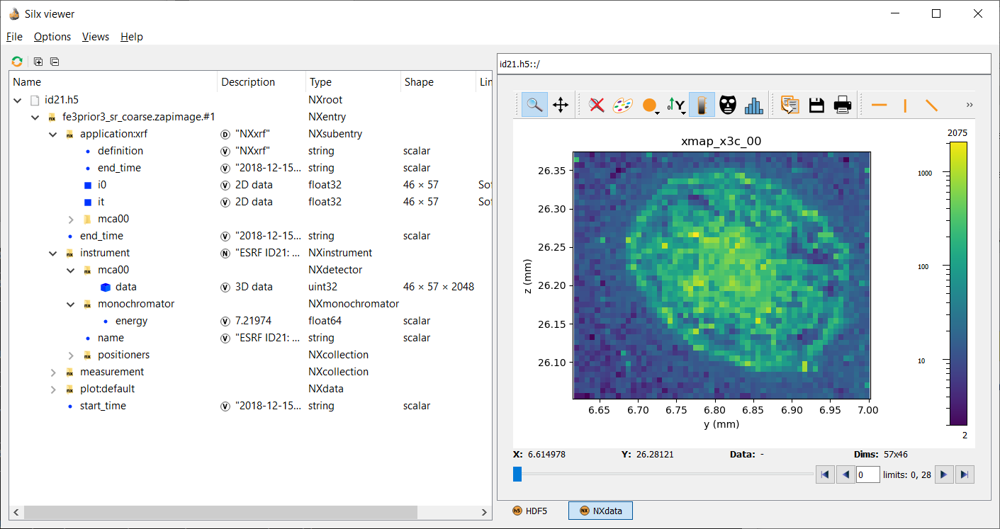 Silx viewer
File Options Views Help
Name Description Type Shape Lin
id21.h5 NXroot
fe3prior3_sr_coarse.zapimage.#1 NXentry
application:xrf D "NXxrf" NXsubentry
definition V "NXxrf" string scalar
end_time V "2018-12-15... string scalar
i0 V 2D data float32 46 × 57 Sof
it V 2D data float32 46 × 57 Sof
mca00
end_time V "2018-12-15... string scalar
instrument N "ESRF ID21: ... NXinstrument
mca00 NXdetector
data V 3D data uint32 46 × 57 × 2048
monochromator NXmonochromator
energy V 7.21974 float64 scalar
name V "ESRF ID21: ... string scalar
positioners NXcollection
measurement NXcollection
plot:default NXdata
start_time V "2018-12-15... string scalar
id21.h5::/
Y »
xmap_x3c_00
2075
1000
100
10
2
26.35
26.30
26.25
26.20
26.15
26.10
z (mm)
6.65 6.70 6.75 6.80 6.85 6.90 6.95 7.00
y (mm)
X: 6.614978 Y: 26.28121 Data: - Dims: 57x46
0 limits: 0, 28
h5 HDF5 NX NXdata